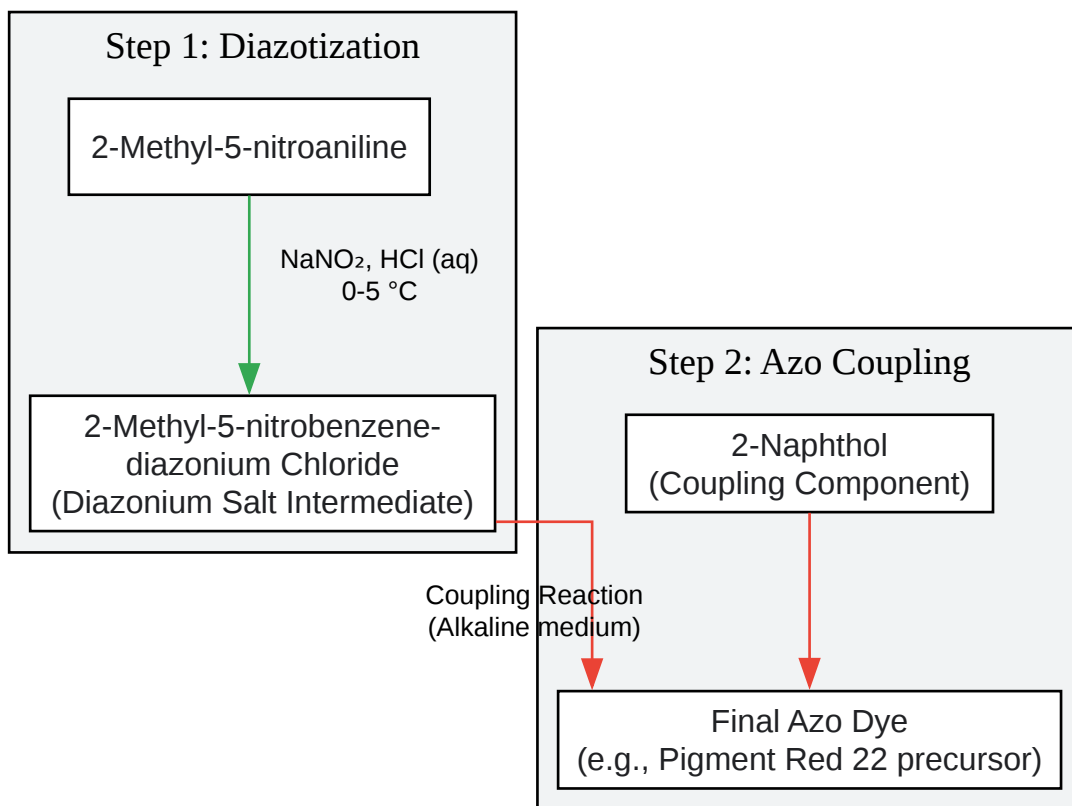 Step 1: Diazotization
2-Methyl-5-nitroaniline
NaNO₂, HCl (aq)
0-5 °C
2-Methyl-5-nitrobenzene-
diazonium Chloride
(Diazonium Salt Intermediate)
Step 2: Azo Coupling
2-Naphthol
(Coupling Component)
Coupling Reaction
(Alkaline medium)
Final Azo Dye
(e.g., Pigment Red 22 precursor)